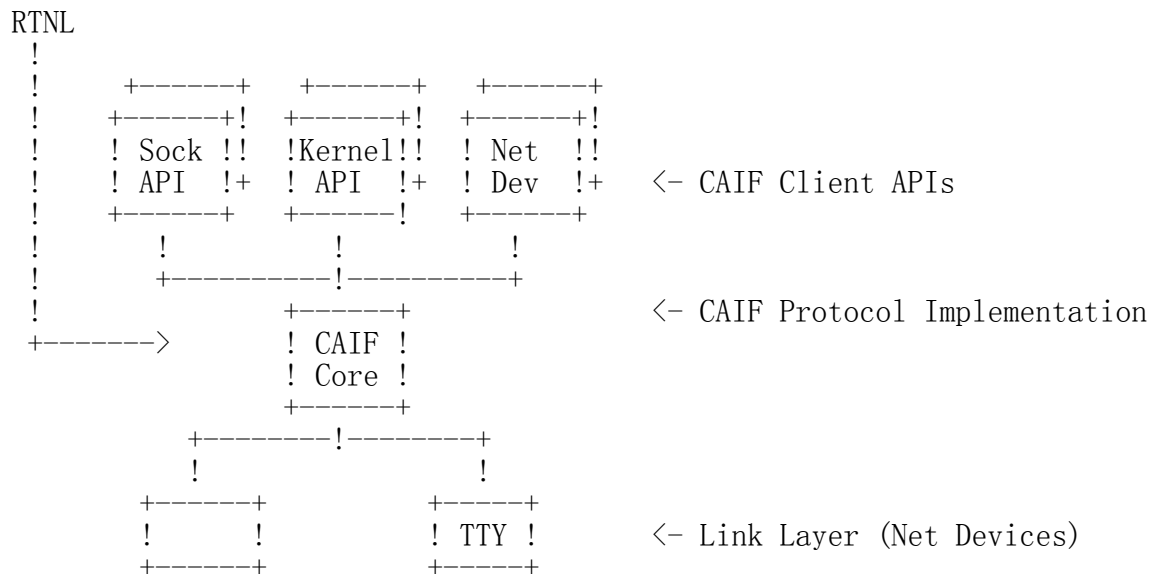 RTNL
Sock Kernel Net
API API Dev <- CAIF Client APIs
<- CAIF Protocol Implementation
CAIF
Core
TTY <- Link Layer (Net Devices)